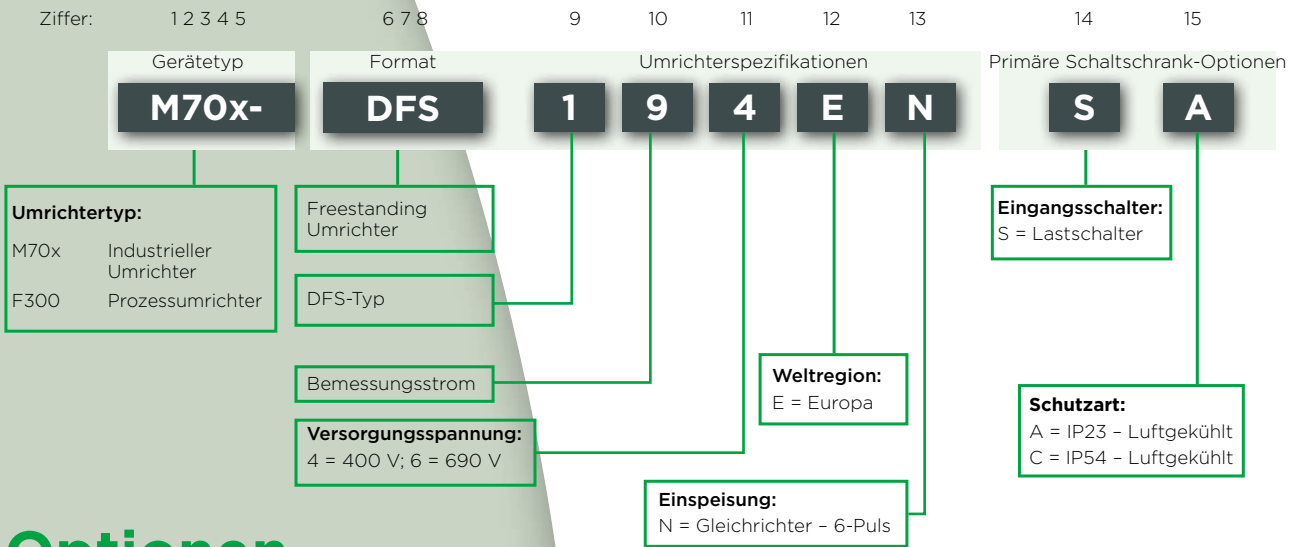 Ziffer: 1 2 3 4 5 6 7 8 9 10 11 12 13 14 15
Gerätetyp Format Umrichterspezifikationen Primäre Schaltschrank-Optionen
M70x- DFS 1 9 4 E N S A
Umrichtertyp:
M70x Industrieller
Umrichter
F300 Prozessumrichter
Freestanding
Umrichter
DFS-Typ
Bemessungsstrom
Versorgungsspannung:
4 = 400 V; 6 = 690 V
Weltregion:
E = Europa
Einspeisung:
N = Gleichrichter – 6-Puls
Eingangsschalter:
S = Lastschalter
Schutzart:
A = IP23 – Luftgekühlt
C = IP54 – Luftgekühlt
Optionen